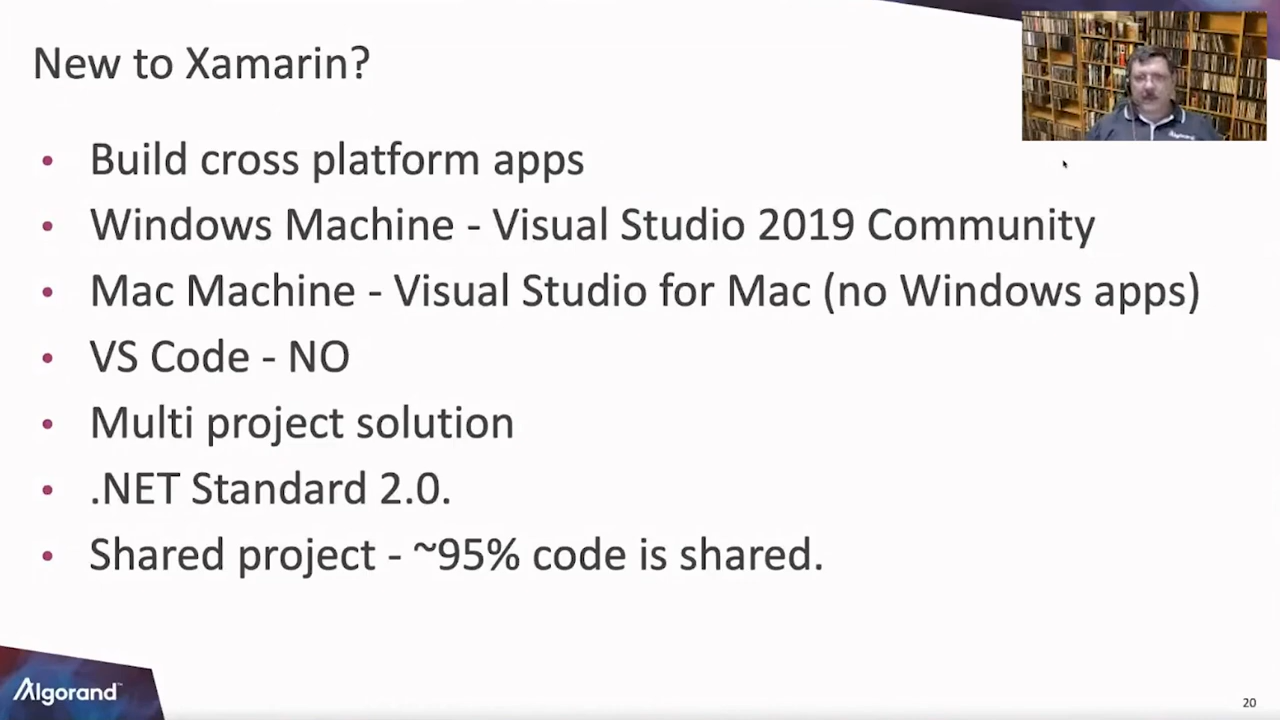 New to Xamarin?
• Build cross platform apps
• Windows Machine - Visual Studio 2019 Community
• Mac Machine - Visual Studio for Mac (no Windows apps)
• VS Code - NO
• Multi project solution
• .NET Standard 2.0.
• Shared project - ~95% code is shared.
Algorand™
20